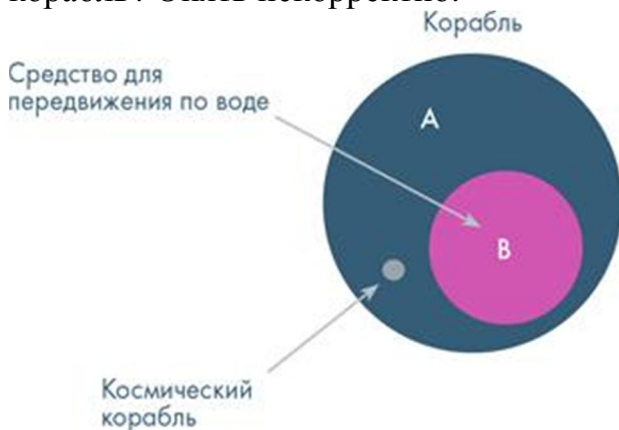 Корабль
Средство для
передвижения по воде
А
В
Космический
корабль